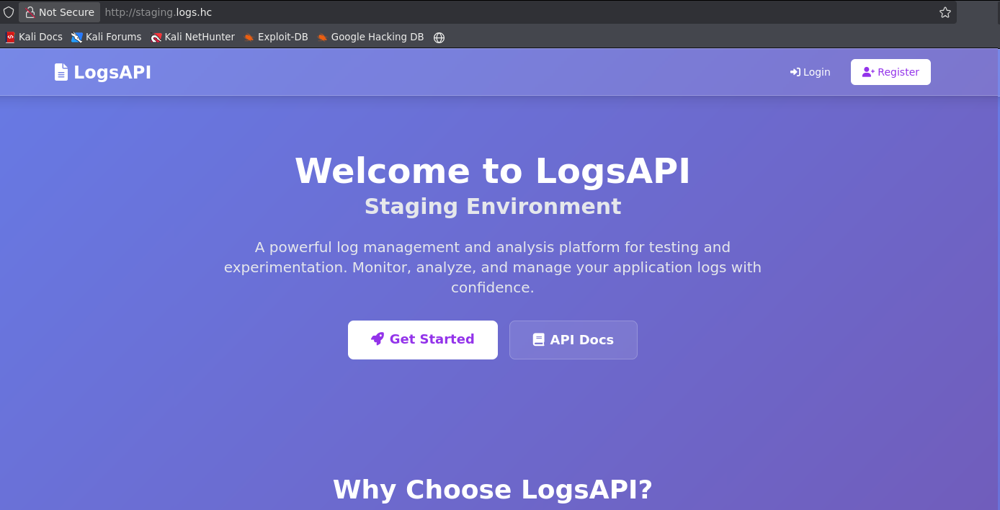 Not Secure http://staging.logs.hc
Kali Docs Kali Forums Kali NetHunter Exploit-DB Google Hacking DB
LogsAPI Login Register
Welcome to LogsAPI
Staging Environment
A powerful log management and analysis platform for testing and
experimentation. Monitor, analyze, and manage your application logs with
confidence.
Get Started API Docs
Why Choose LogsAPI?